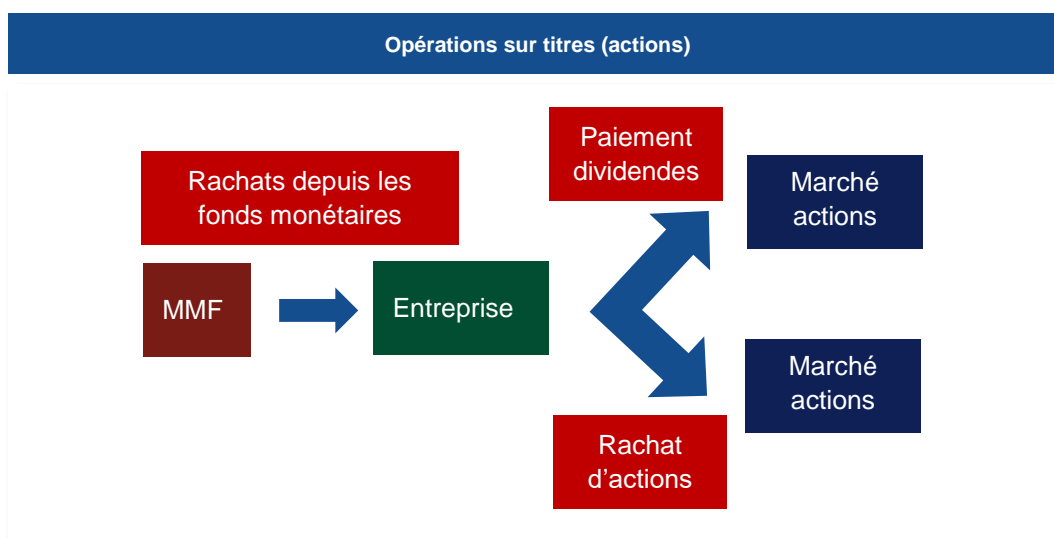 Opérations sur titres (actions)
Rachats depuis les
fonds monétaires
MMF
Entreprise
Paiement
dividendes
Marché
actions
Marché
actions
Rachat
d’actions